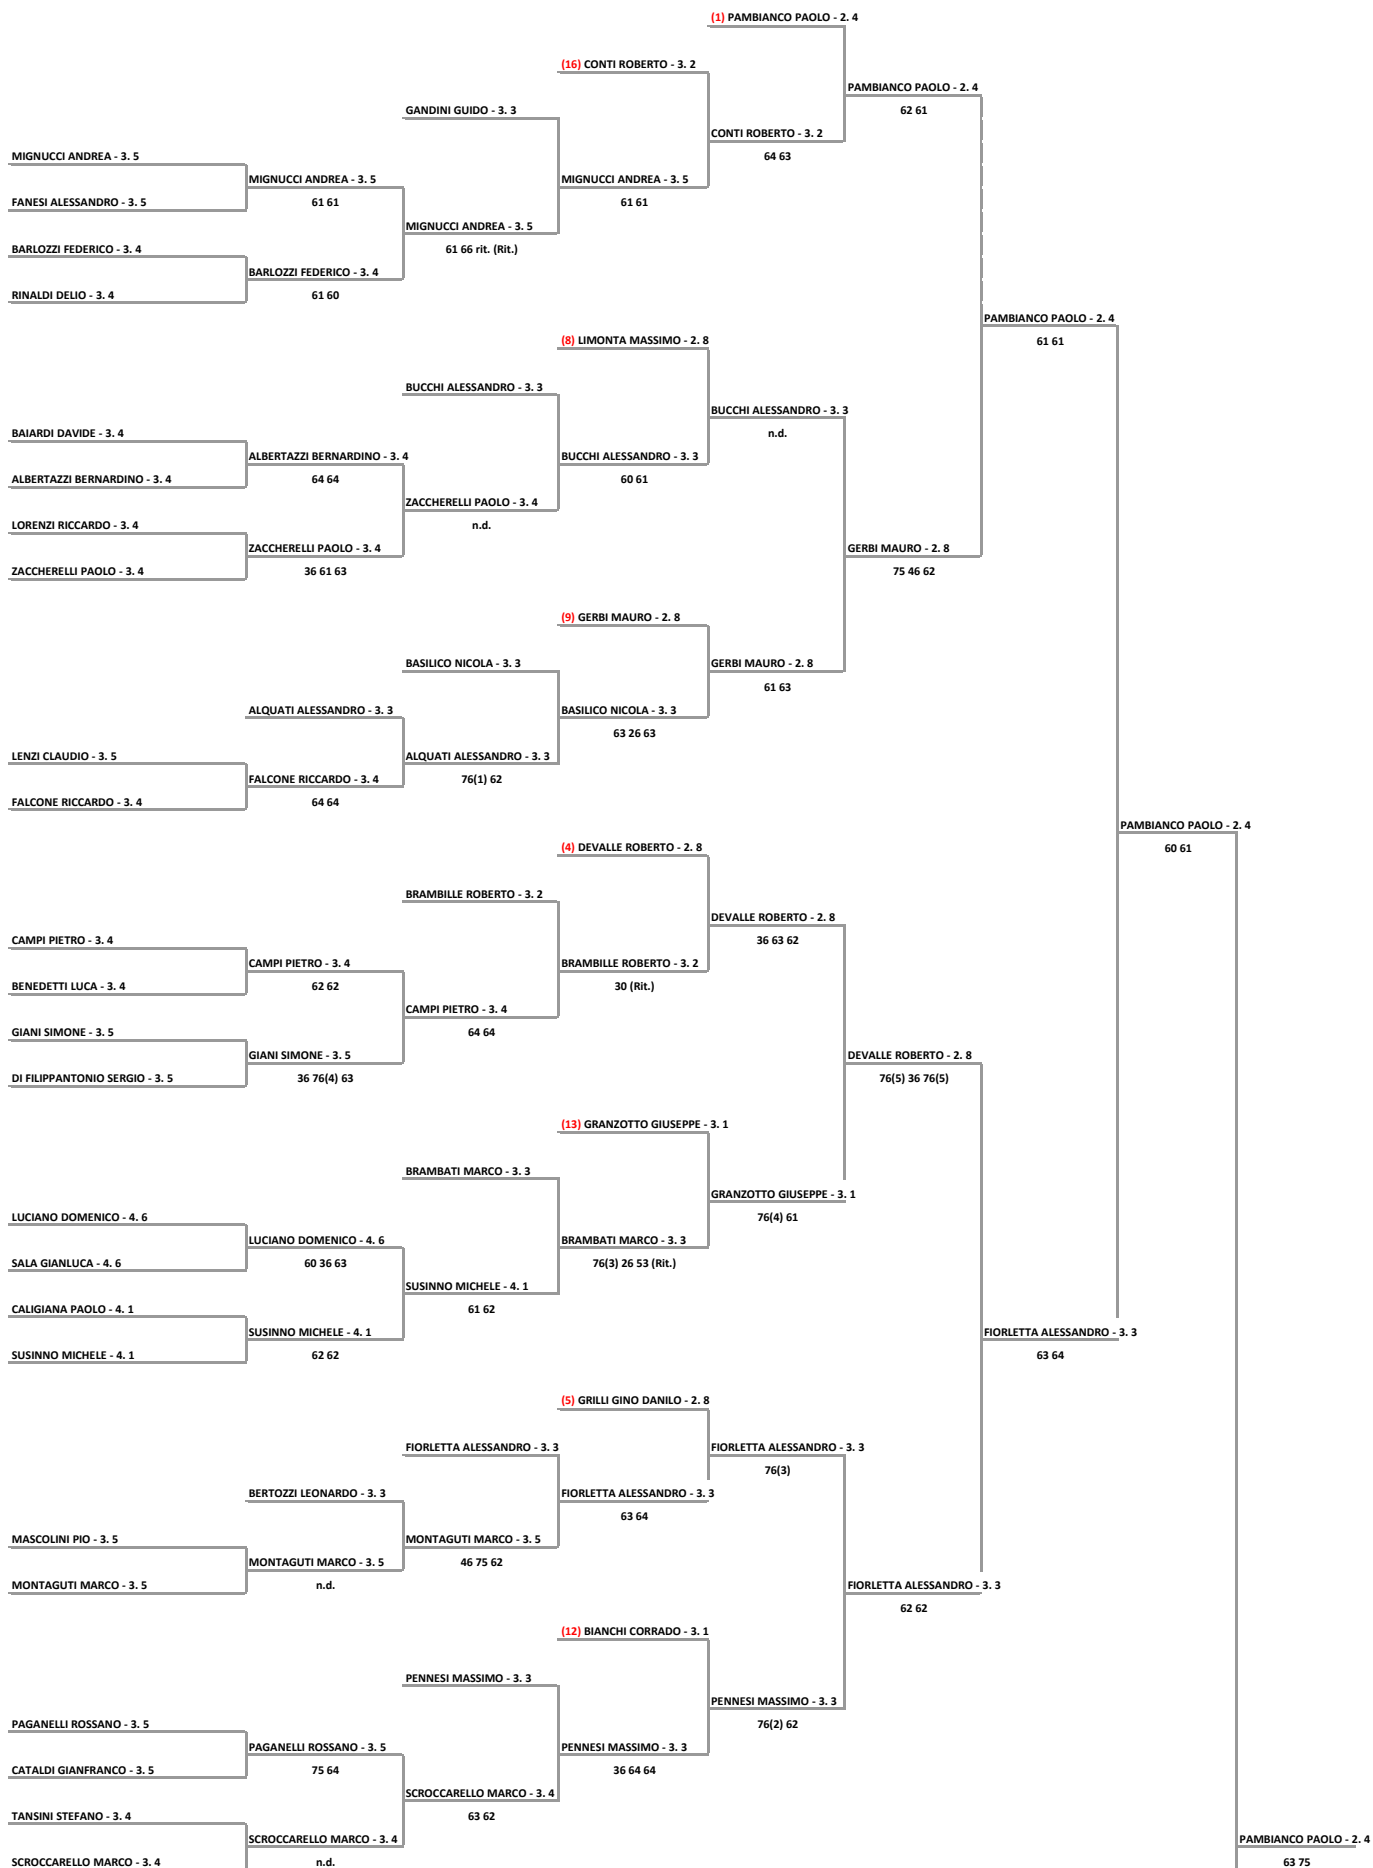 (1) PAMBIANCO PAOLO - 2. 4
(16) CONTI ROBERTO - 3. 2
PAMBIANCO PAOLO - 2. 4
62 61
GANDINI GUIDO - 3. 3
CONTI ROBERTO - 3. 2
64 63
MIGNUCCI ANDREA - 3. 5
MIGNUCCI ANDREA - 3. 5
61 61
MIGNUCCI ANDREA - 3. 5
61 61
FANESI ALESSANDRO - 3. 5
MIGNUCCI ANDREA - 3. 5
61 66 rit. (Rit.)
BARLOZZI FEDERICO - 3. 4
BARLOZZI FEDERICO - 3. 4
61 60
RINALDI DELIO - 3. 4
PAMBIANCO PAOLO - 2. 4
61 61
(8) LIMONTA MASSIMO - 2. 8
BUCCHI ALESSANDRO - 3. 3
BUCCHI ALESSANDRO - 3. 3
n.d.
BAIARDI DAVIDE - 3. 4
ALBERTAZZI BERNARDINO - 3. 4
64 64
BUCCHI ALESSANDRO - 3. 3
60 61
ALBERTAZZI BERNARDINO - 3. 4
ZACCHERELLI PAOLO - 3. 4
n.d.
LORENZI RICCARDO - 3. 4
ZACCHERELLI PAOLO - 3. 4
36 61 63
GERBI MAURO - 2. 8
75 46 62
ZACCHERELLI PAOLO - 3. 4
(9) GERBI MAURO - 2. 8
BASILICO NICOLA - 3. 3
GERBI MAURO - 2. 8
61 63
ALQUATI ALESSANDRO - 3. 3
BASILICO NICOLA - 3. 3
63 26 63
LENZI CLAUDIO - 3. 5
ALQUATI ALESSANDRO - 3. 3
76(1) 62
FALCONE RICCARDO - 3. 4
64 64
FALCONE RICCARDO - 3. 4
PAMBIANCO PAOLO - 2. 4
60 61
(4) DEVALLE ROBERTO - 2. 8
BRAMBILLE ROBERTO - 3. 2
DEVALLE ROBERTO - 2. 8
36 63 62
CAMPI PIETRO - 3. 4
CAMPI PIETRO - 3. 4
62 62
BRAMBILLE ROBERTO - 3. 2
30 (Rit.)
BENEDETTI LUCA - 3. 4
CAMPI PIETRO - 3. 4
64 64
GIANI SIMONE - 3. 5
GIANI SIMONE - 3. 5
36 76(4) 63
DEVALLE ROBERTO - 2. 8
76(5) 36 76(5)
DI FILIPPANTONIO SERGIO - 3. 5
(13) GRANZOTTO GIUSEPPE - 3. 1
BRAMBATI MARCO - 3. 3
GRANZOTTO GIUSEPPE - 3. 1
76(4) 61
LUCIANO DOMENICO - 4. 6
LUCIANO DOMENICO - 4. 6
60 36 63
BRAMBATI MARCO - 3. 3
76(3) 26 53 (Rit.)
SALA GIANLUCA - 4. 6
SUSINNO MICHELE - 4. 1
61 62
CALIGIANA PAOLO - 4. 1
SUSINNO MICHELE - 4. 1
62 62
FIORLETTA ALESSANDRO - 3. 3
63 64
SUSINNO MICHELE - 4. 1
(5) GRILLI GINO DANILO - 2. 8
FIORLETTA ALESSANDRO - 3. 3
FIORLETTA ALESSANDRO - 3. 3
76(3)
BERTOZZI LEONARDO - 3. 3
FIORLETTA ALESSANDRO - 3. 3
63 64
MASCOLINI PIO - 3. 5
MONTAGUTI MARCO - 3. 5
46 75 62
MONTAGUTI MARCO - 3. 5
n.d.
MONTAGUTI MARCO - 3. 5
FIORLETTA ALESSANDRO - 3. 3
62 62
(12) BIANCHI CORRADO - 3. 1
PENNESI MASSIMO - 3. 3
PENNESI MASSIMO - 3. 3
76(2) 62
PAGANELLI ROSSANO - 3. 5
PAGANELLI ROSSANO - 3. 5
75 64
PENNESI MASSIMO - 3. 3
36 64 64
CATALDI GIANFRANCO - 3. 5
SCROCCARELLO MARCO - 3. 4
63 62
TANSINI STEFANO - 3. 4
SCROCCARELLO MARCO - 3. 4
n.d.
PAMBIANCO PAOLO - 2. 4
63 75
SCROCCARELLO MARCO - 3. 4